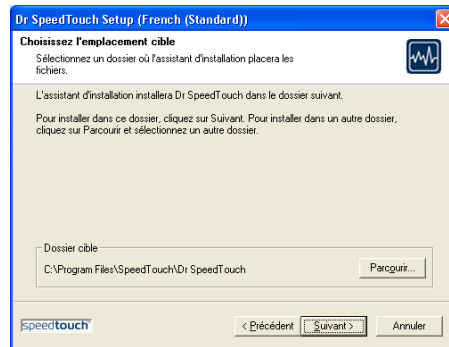 Dr SpeedTouch Setup (French (Standard))
Choisissez l'emplacement cible
Sélectionnez un dossier où l'assistant d'installation placera les
fichiers.
L'assistant d'installation installera Dr SpeedTouch dans le dossier suivant.
Pour installer dans ce dossier, cliquez sur Suivant. Pour installer dans un autre dossier,
cliquez sur Parcourir et sélectionnez un autre dossier.
Dossier cible
C:\Program Files\SpeedTouch\Dr SpeedTouch
Parcourir...
speedtouch
< Précédent
Suivant >
Annuler